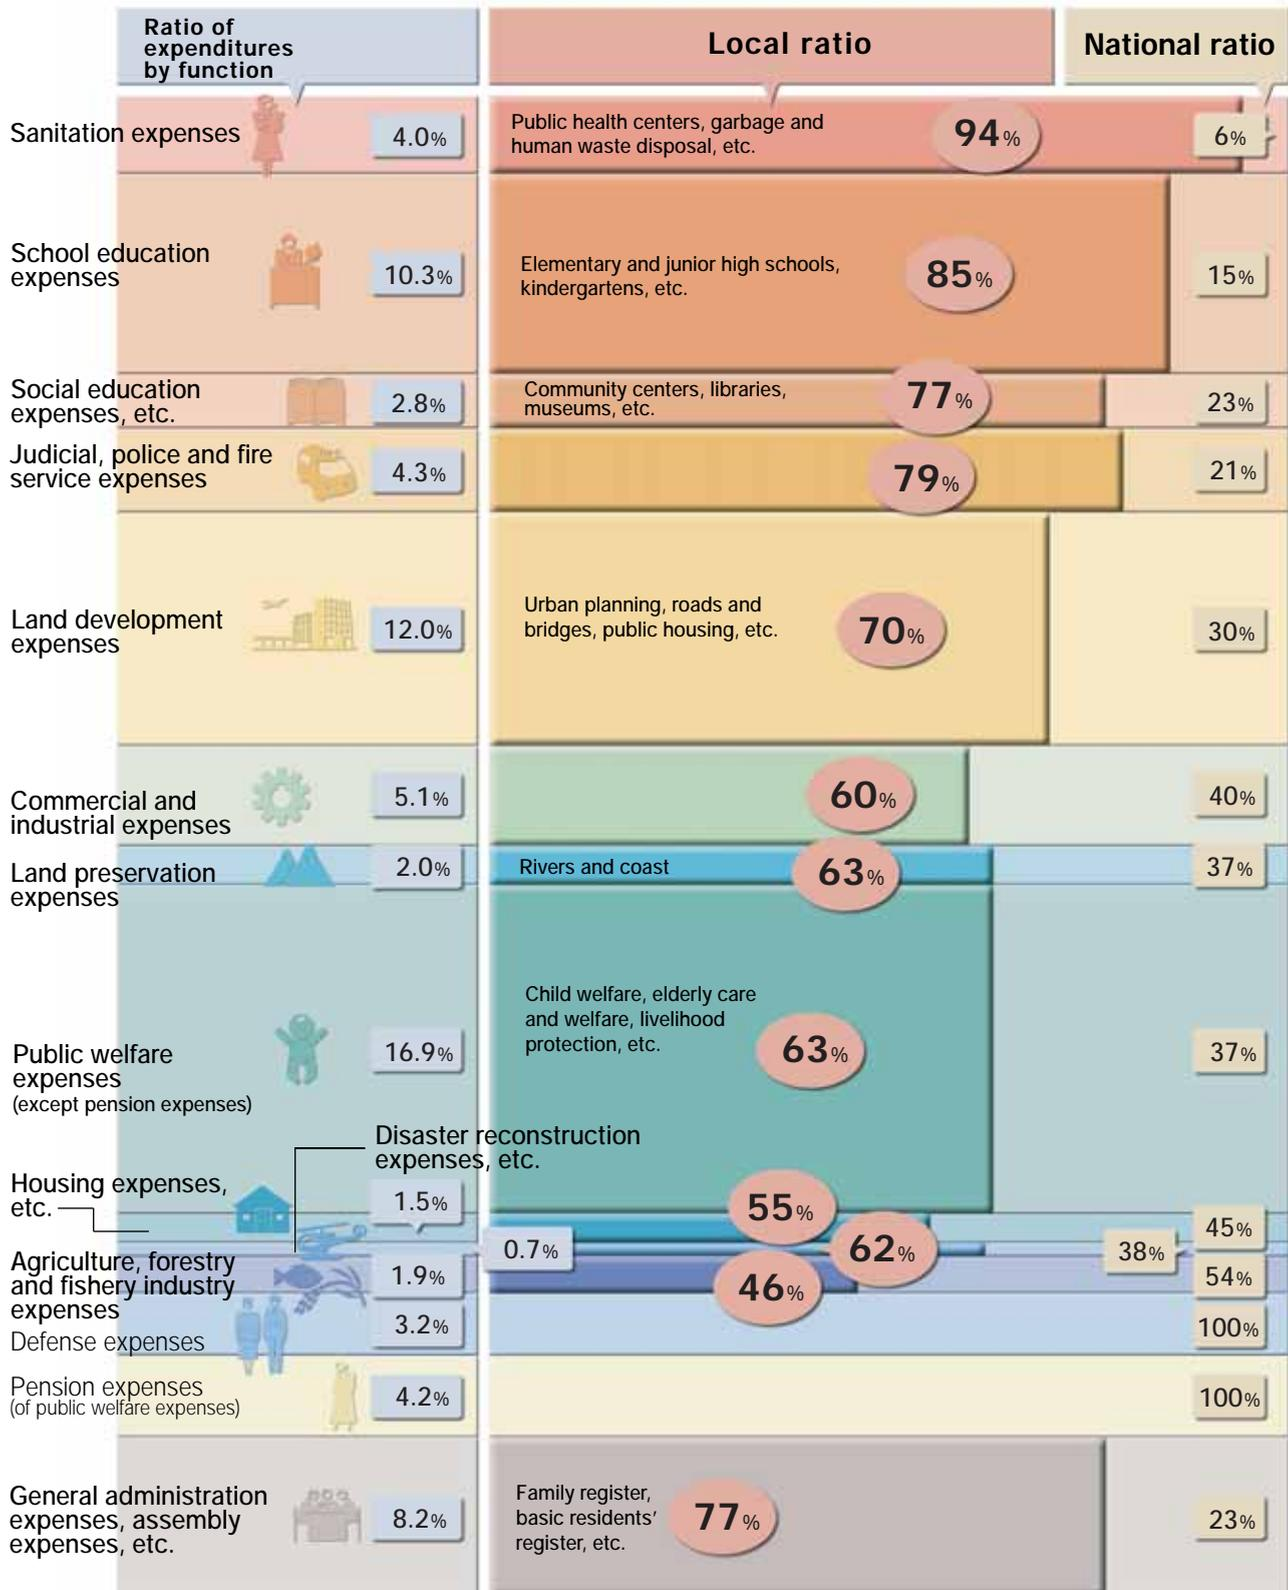 Ratio of
expenditures
by function
Local ratio
National ratio
Sanitation expenses
4.0%
Public health centers, garbage and
human waste disposal, etc.
94%
6%
School education
expenses
10.3%
Elementary and junior high schools,
kindergartens, etc.
85%
15%
Social education
expenses, etc.
2.8%
Community centers, libraries,
museums, etc.
77%
23%
Judicial, police and fire
service expenses
4.3%
79%
21%
Land development
expenses
12.0%
Urban planning, roads and
bridges, public housing, etc.
70%
30%
Commercial and
industrial expenses
5.1%
60%
40%
Land preservation
expenses
2.0%
Rivers and coast
63%
37%
Public welfare
expenses
(except pension expenses)
16.9%
Child welfare, elderly care
and welfare, livelihood
protection, etc.
63%
37%
Disaster reconstruction
expenses, etc.
Housing expenses,
etc.
1.5%
55%
45%
0.7%
62%
38%
Agriculture, forestry
and fishery industry
expenses
1.9%
46%
54%
Defense expenses
3.2%
100%
Pension expenses
(of public welfare expenses)
4.2%
100%
General administration
expenses, assembly
expenses, etc.
8.2%
Family register,
basic residents'
register, etc.
77%
23%